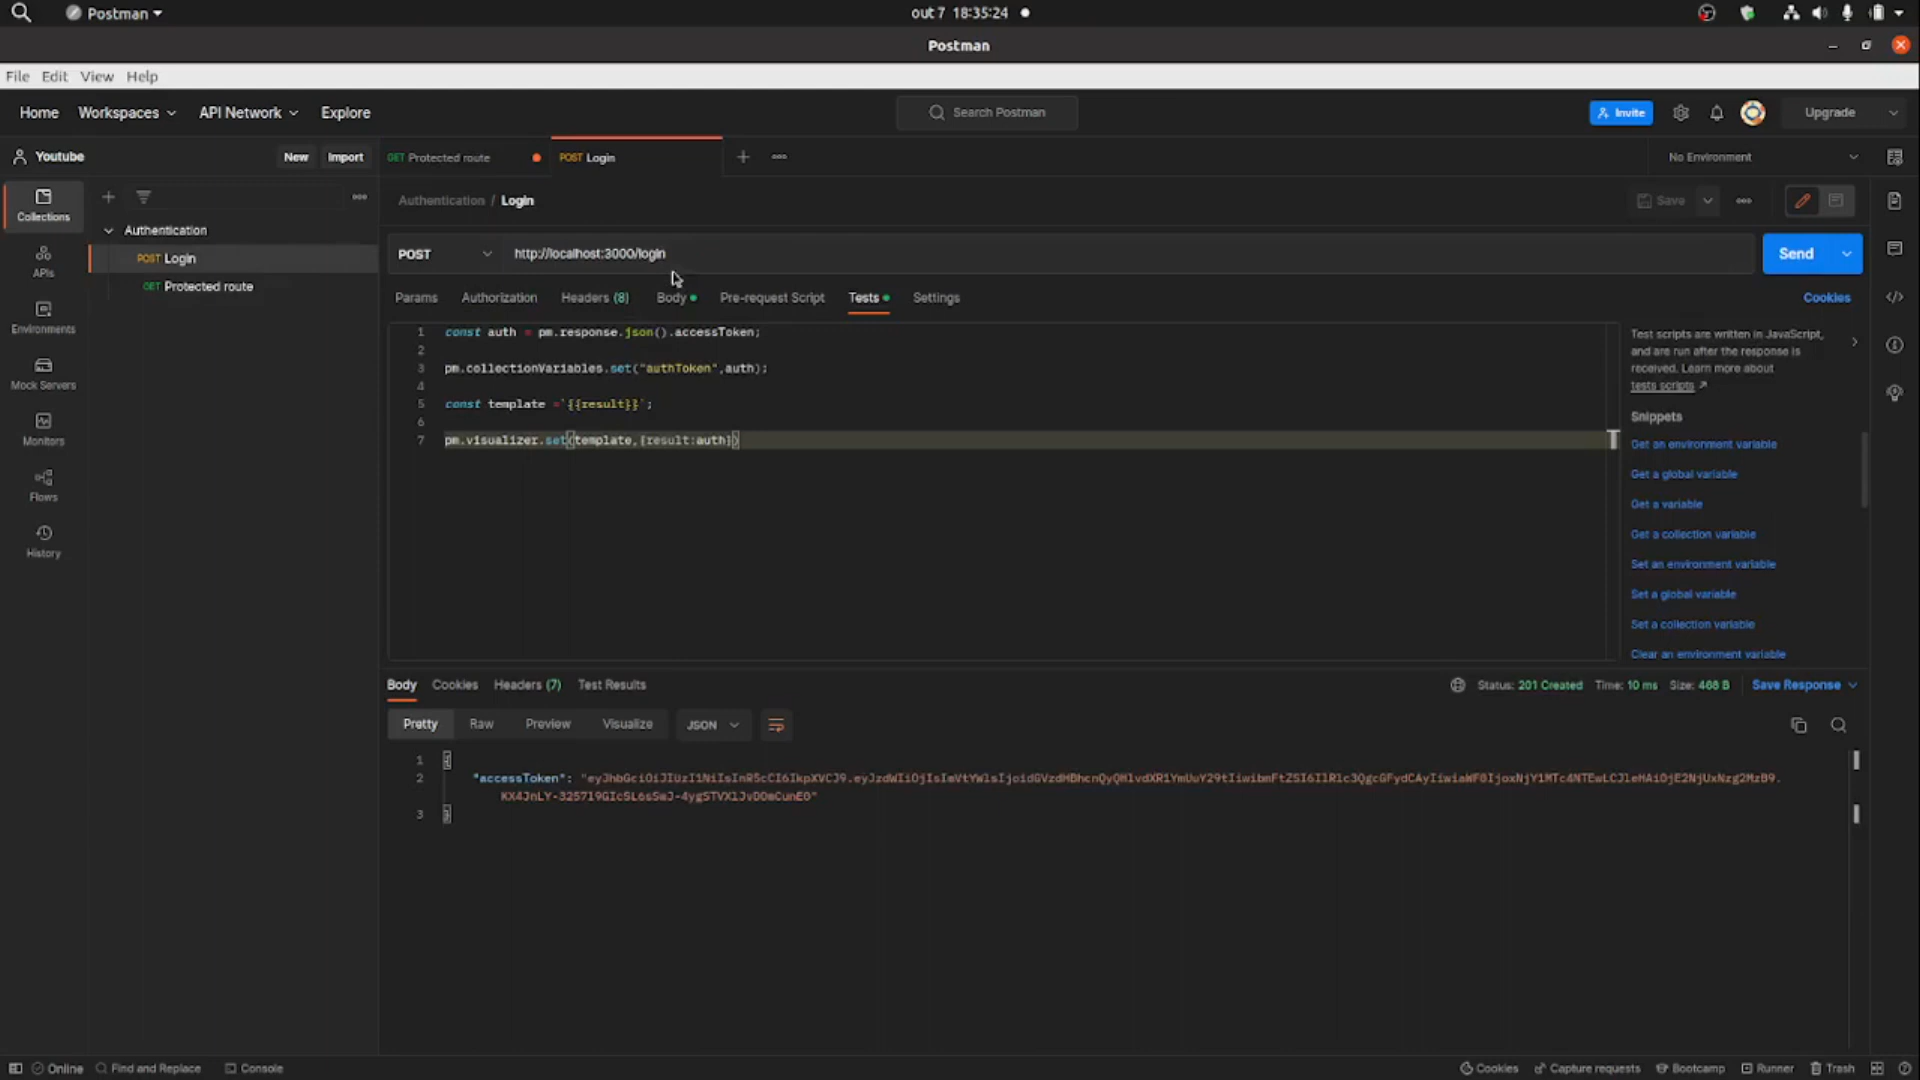 Postman
out 7 18:35:24
Postman
File Edit View Help
Home Workspaces API Network Explore
Search Postman
Invite
Upgrade
Youtube
New Import
GET Protected route
POST Login
No Environment
Collections
APIs
Environments
Mock Servers
Monitors
Flows
History
Authentication
POST Login
GET Protected route
Authentication / Login
Save
POST
http://localhost:3000/login
Send
Params Authorization Headers (8) Body Pre-request Script Tests Settings
Cookies
1 const auth = pm.response.json().accessToken;
2
3 pm.collectionVariables.set("authToken",auth);
4
5 const template =`{{result}}`;
6
7 pm.visualizer.set(template,{result:auth})
Test scripts are written in JavaScript,
and are run after the response is
received. Learn more about
tests scripts
Snippets
Get an environment variable
Get a global variable
Get a variable
Get a collection variable
Set an environment variable
Set a global variable
Set a collection variable
Clear an environment variable
Body Cookies Headers (7) Test Results
Status: 201 Created Time: 10 ms Size: 468 B Save Response
Pretty Raw Preview Visualize JSON
1 {
2 "accessToken":
3 }
Online Find and Replace Console
Cookies Capture requests Bootcamp Runner Trash